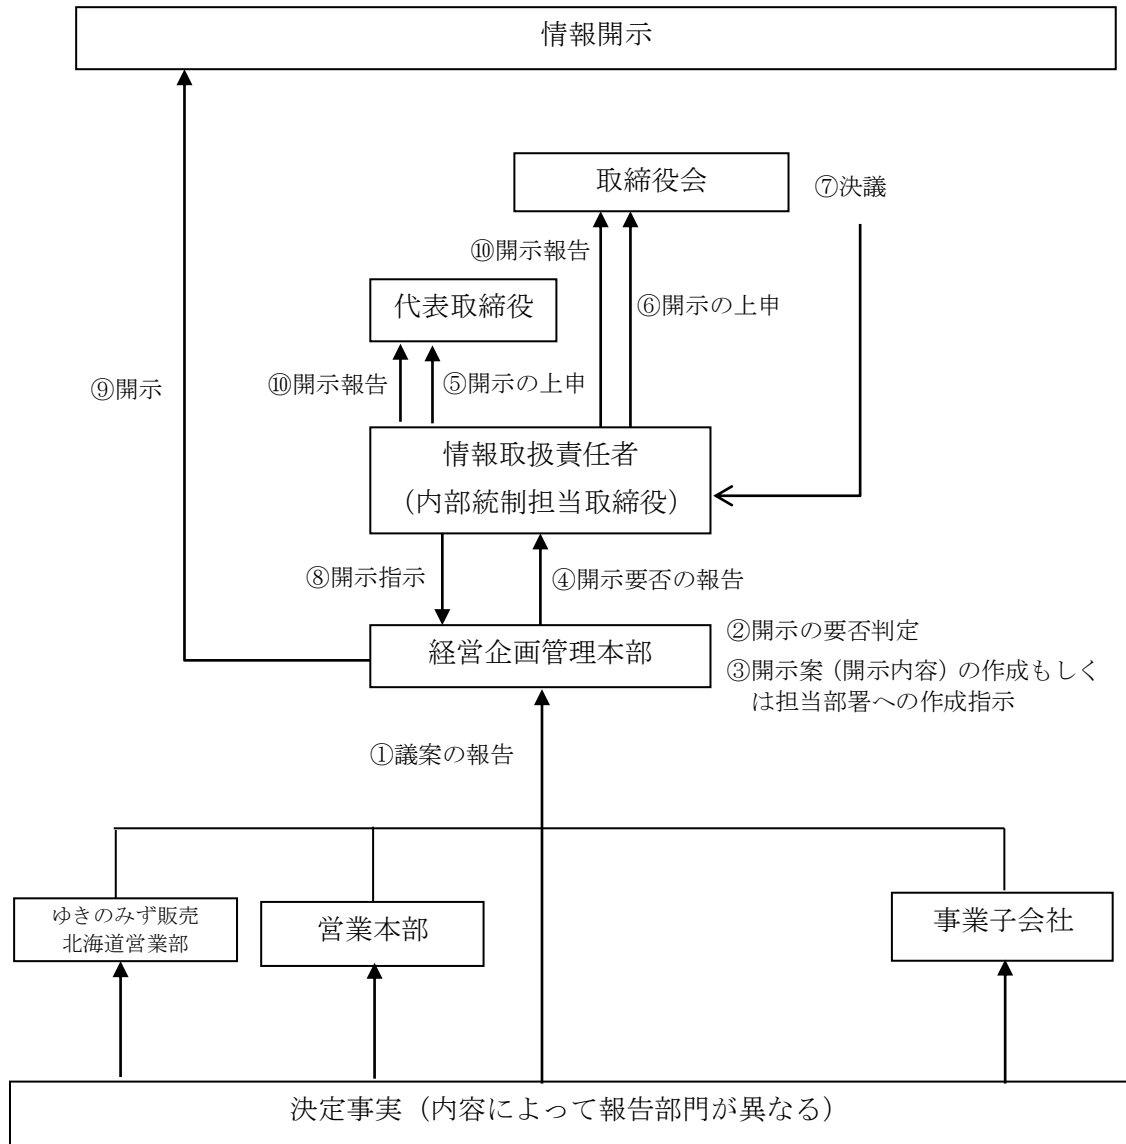 情報開示
取締役会
⑦決議
⑩開示報告
代表取締役
⑥開示の上申
⑨開示
⑩開示報告
⑤開示の上申
情報取扱責任者
（内部統制担当取締役）
⑧開示指示
④開示要否の報告
経営企画管理本部
②開示の要否判定
③開示案（開示内容）の作成もしく
は担当部署への作成指示
①議案の報告
ゆきのみず販売
北海道営業部
営業本部
事業子会社
決定事実（内容によって報告部門が異なる）